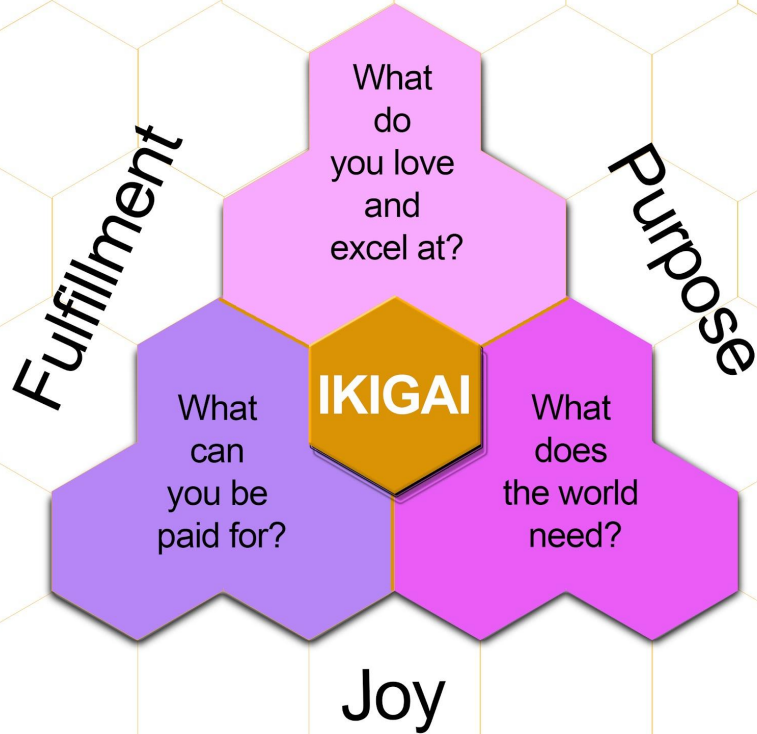 What
do
you love
and
excel at?
Fulfillment
Purpose
IKIGAI
What
can
you be
paid for?
What
does
the world
need?
Joy